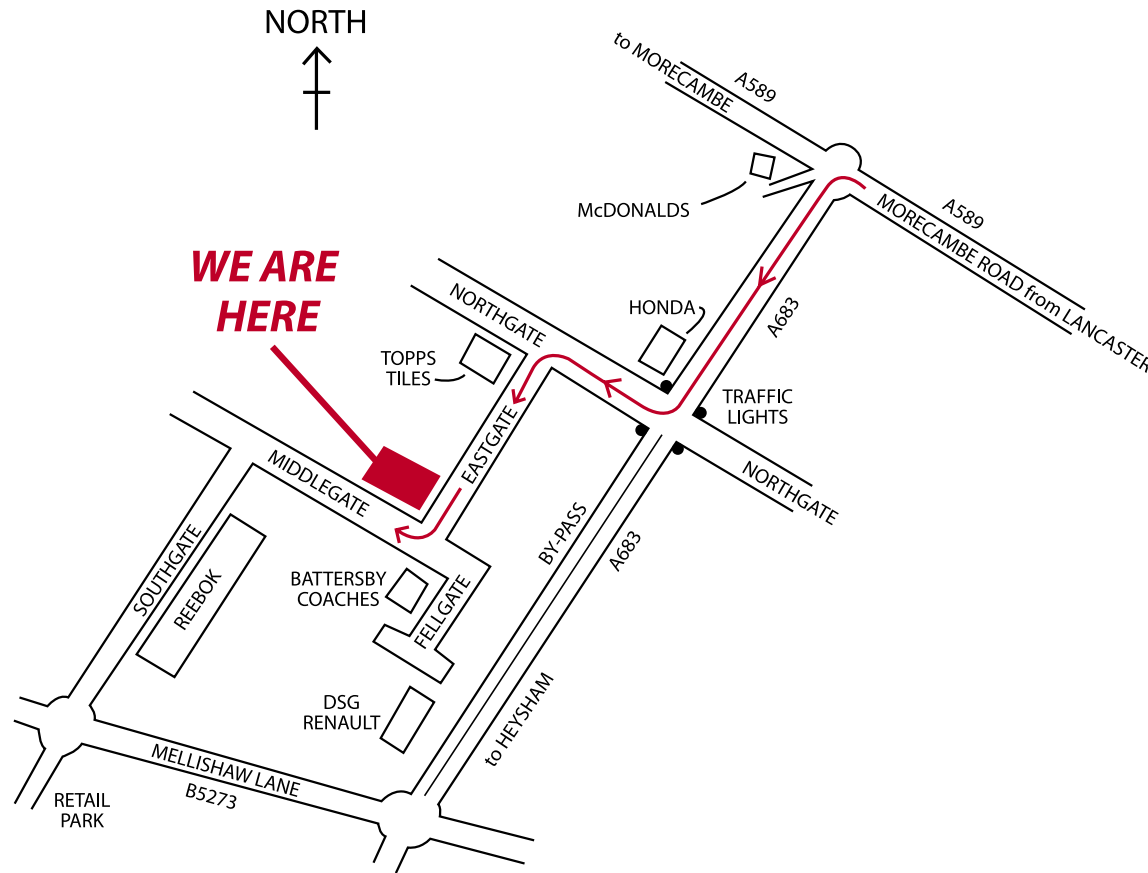 NORTH
to MORECAMBE
A589
McDONALDS
A589
MORECAMBE ROAD from LANCASTER
WE ARE
HERE
NORTHGATE
HONDA
A683
TOPPS
TILES
TRAFFIC
LIGHTS
EASTGATE
MIDDLEGATE
NORTHGATE
BY-PASS
A683
SOUTHGATE
REEBOK
BATTERSBY
COACHES
FELLGATE
DSG
RENAULT
to HEYSHAM
MELLISHAW LANE
B5273
RETAIL
PARK